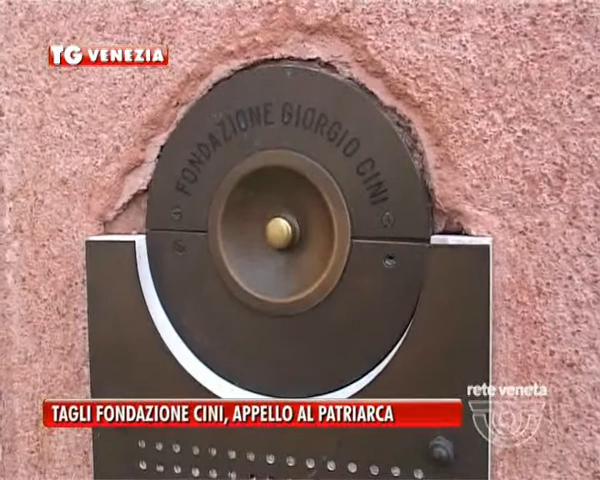 TG VENEZIA
FONDAZIONE GIORGIO CINI
TAGLI FONDAZIONE CINI, APPELLO AL PATRIARCA
rete veneta